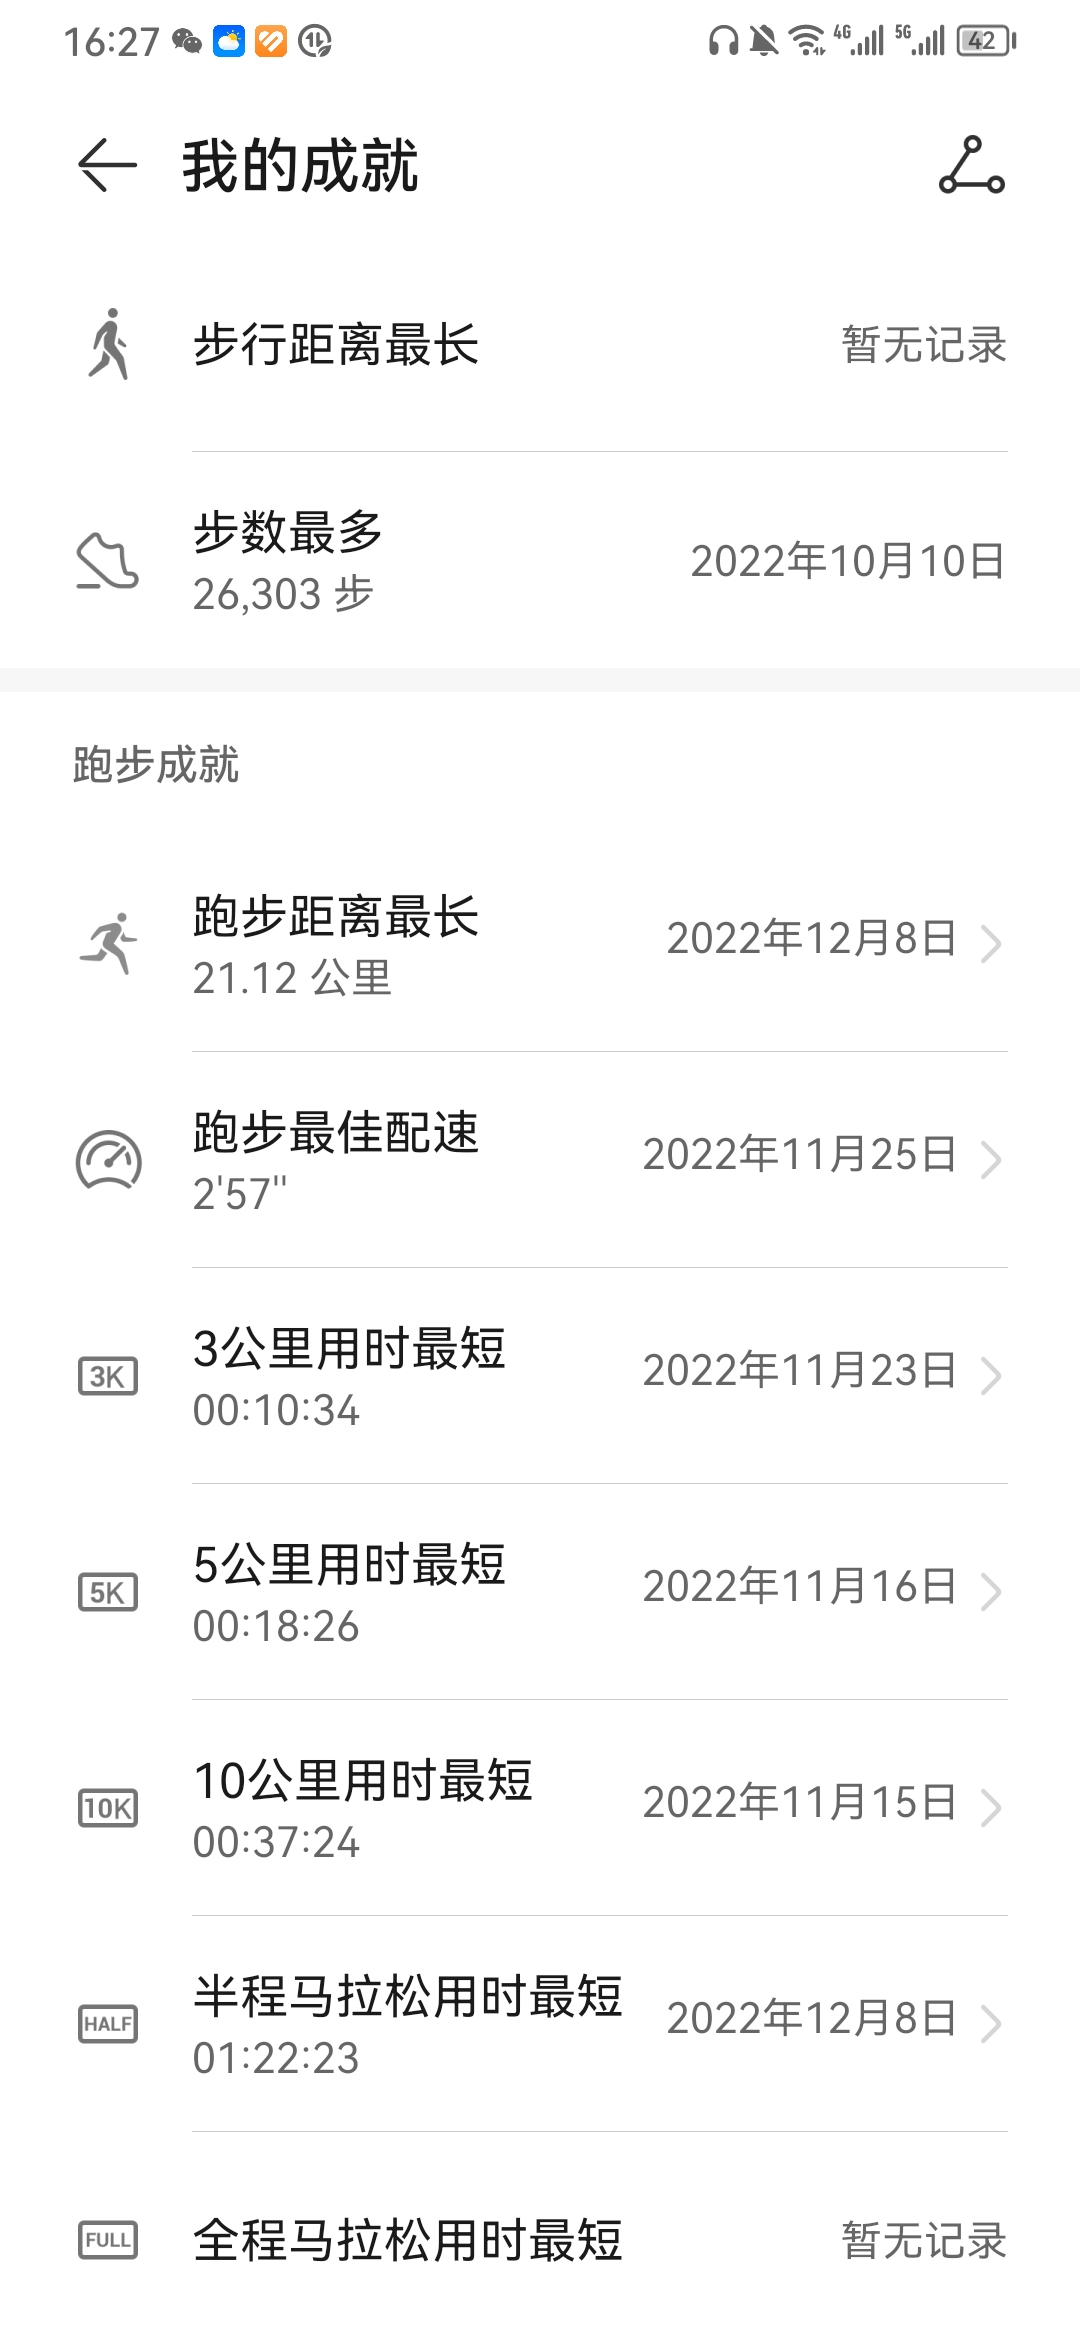 16:27 4G 5G 42
我的成就
步行距离最长 暂无记录
步数最多
26,303 步
2022年10月10日
跑步成就
跑步距离最长
21.12 公里
2022年12月8日
跑步最佳配速
2'57"
2022年11月25日
3K
3公里用时最短
00:10:34
2022年11月23日
5K
5公里用时最短
00:18:26
2022年11月16日
10K
10公里用时最短
00:37:24
2022年11月15日
HALF
半程马拉松用时最短
01:22:23
2022年12月8日
FULL
全程马拉松用时最短 暂无记录